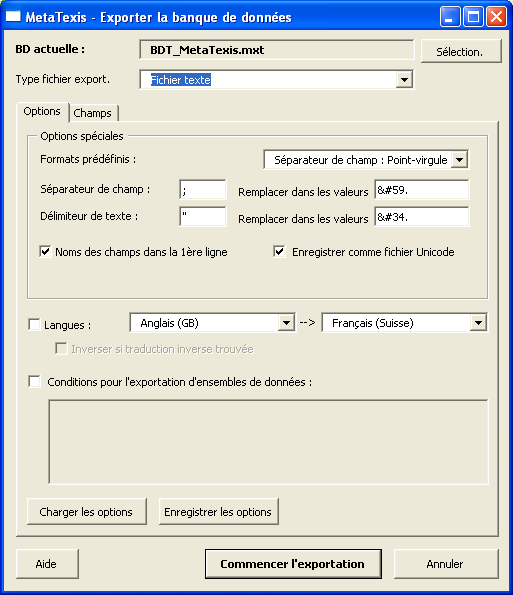 MetaTexis - Exporter la banque de données
BD actuelle : BDT_MetaTexis.mxt Sélection.
Type fichier export. Fichier texte
Options Champs
Options spéciales
Formats prédéfinis : Séparateur de champ : Point-virgule
Séparateur de champ : ; Remplacer dans les valeurs &#59.
Délimiteur de texte : " Remplacer dans les valeurs &#34.
Noms des champs dans la 1ère ligne Enregistrer comme fichier Unicode
Langues : Anglais (GB) --> Français (Suisse)
Inverser si traduction inverse trouvée
Conditions pour l'exportation d'ensembles de données :
Charger les options Enregistrer les options
Aide Commencer l'exportation Annuler